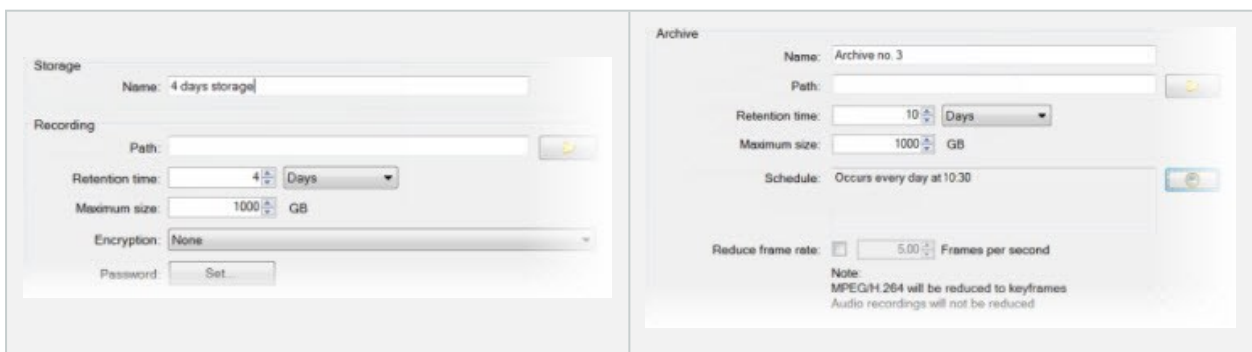 Storage
Name: 4 days storage
Recording
Path:
Retention time: 4 Days
Maximum size: 1000 GB
Encryption: None
Password: Set...
Archive
Name: Archive no. 3
Path:
Retention time: 10 Days
Maximum size: 1000 GB
Schedule: Occurs every day at 10:30
Reduce frame rate: 5.00 Frames per second
Note:
MPEG/H.264 will be reduced to keyframes
Audio recordings will not be reduced